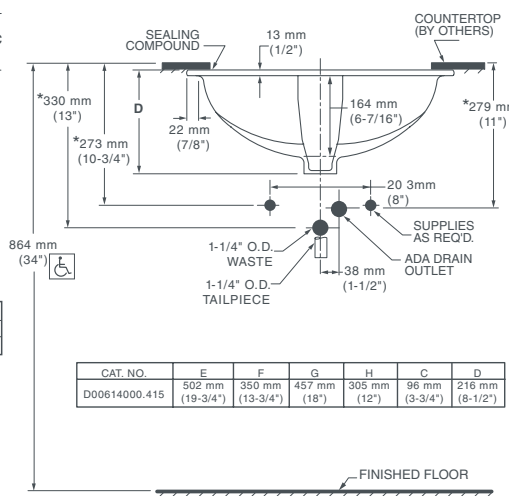 COUNTERTOP
(BY OTHERS)
SEALING
COMPOUND
13 mm
(1/2")
*330 mm
(13")
D
164 mm
(6-7/16")
*279 mm
(11")
*273 mm
(10-3/4")
22 mm
(7/8")
20 3mm
(8")
SUPPLIES
AS REQ'D.
864 mm
(34")
1-1/4" O.D.
WASTE
ADA DRAIN
OUTLET
1-1/4" O.D.
TAILPIECE
38 mm
(1-1/2")
CAT. NO. E F G H C D
D00614000.415 502 mm 350 mm 457 mm 305 mm 96 mm 216 mm
(19-3/4") (13-3/4") (18") (12") (3-3/4") (8-1/2")
FINISHED FLOOR